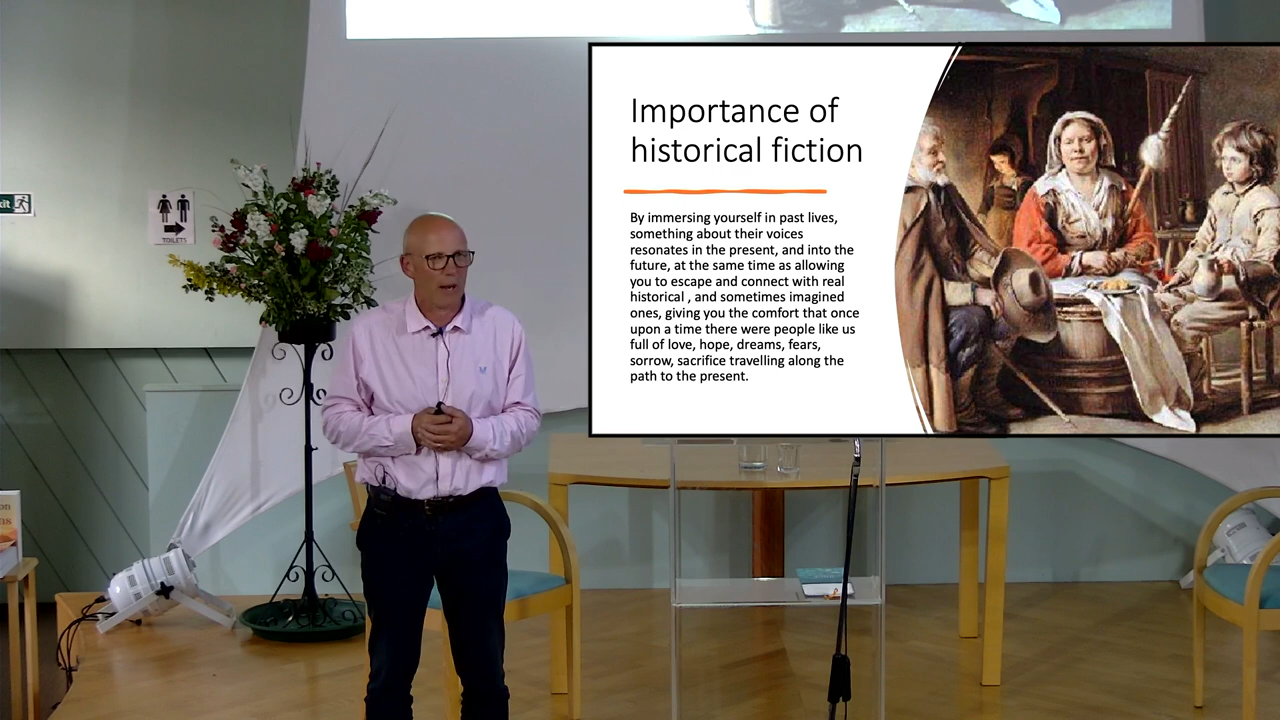 Importance of
historical fiction
By immersing yourself in past lives,
something about their voices
resonates in the present, and into the
future, at the same time as allowing
you to escape and connect with real
historical , and sometimes imagined
ones, giving you the comfort that once
upon a time there were people like us
full of love, hope, dreams, fears,
sorrow, sacrifice travelling along the
path to the present.
TOILETS